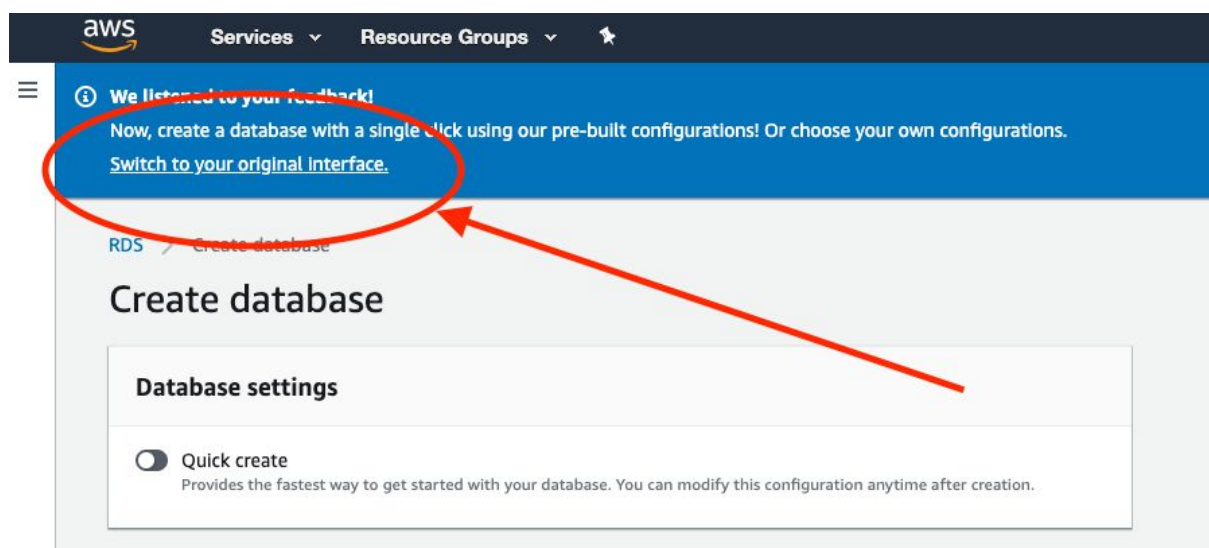 aws Services Resource Groups
We listened to your feedback!
Now, create a database with a single click using our pre-built configurations! Or choose your own configurations.
Switch to your original interface.
RDS Create database
Create database
Database settings
Quick create
Provides the fastest way to get started with your database. You can modify this configuration anytime after creation.